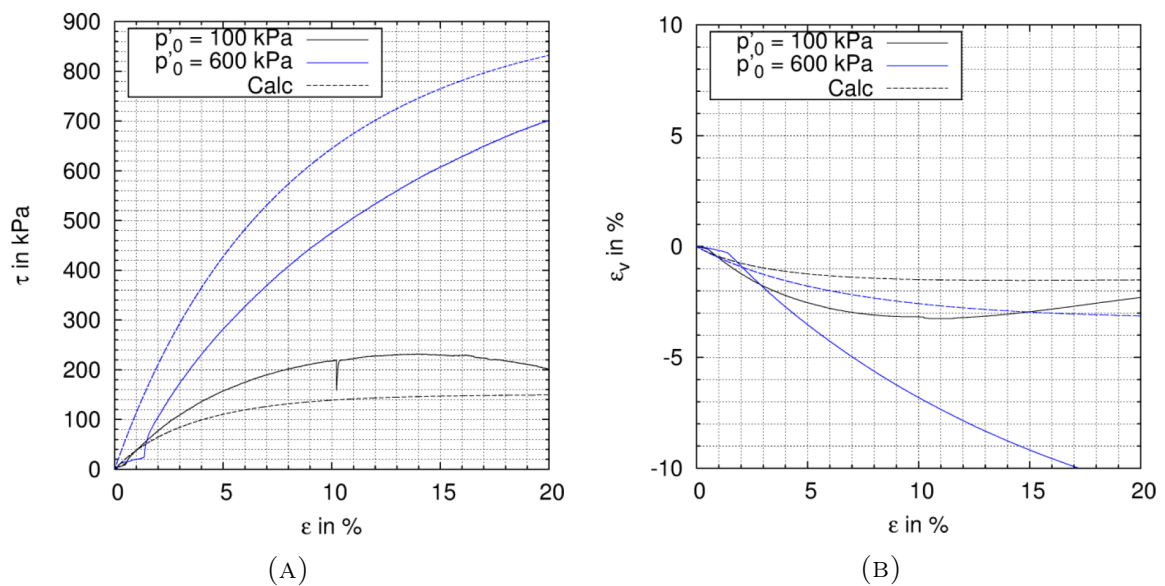 900
800
700
600
500
400
300
200
100
0
τ in kPa
p'0 = 100 kPa
p'0 = 600 kPa
Calc
0 5 10 15 20
ε in %
(A)
10
5
0
-5
-10
εv in %
p'0 = 100 kPa
p'0 = 600 kPa
Calc
0 5 10 15 20
ε in %
(B)